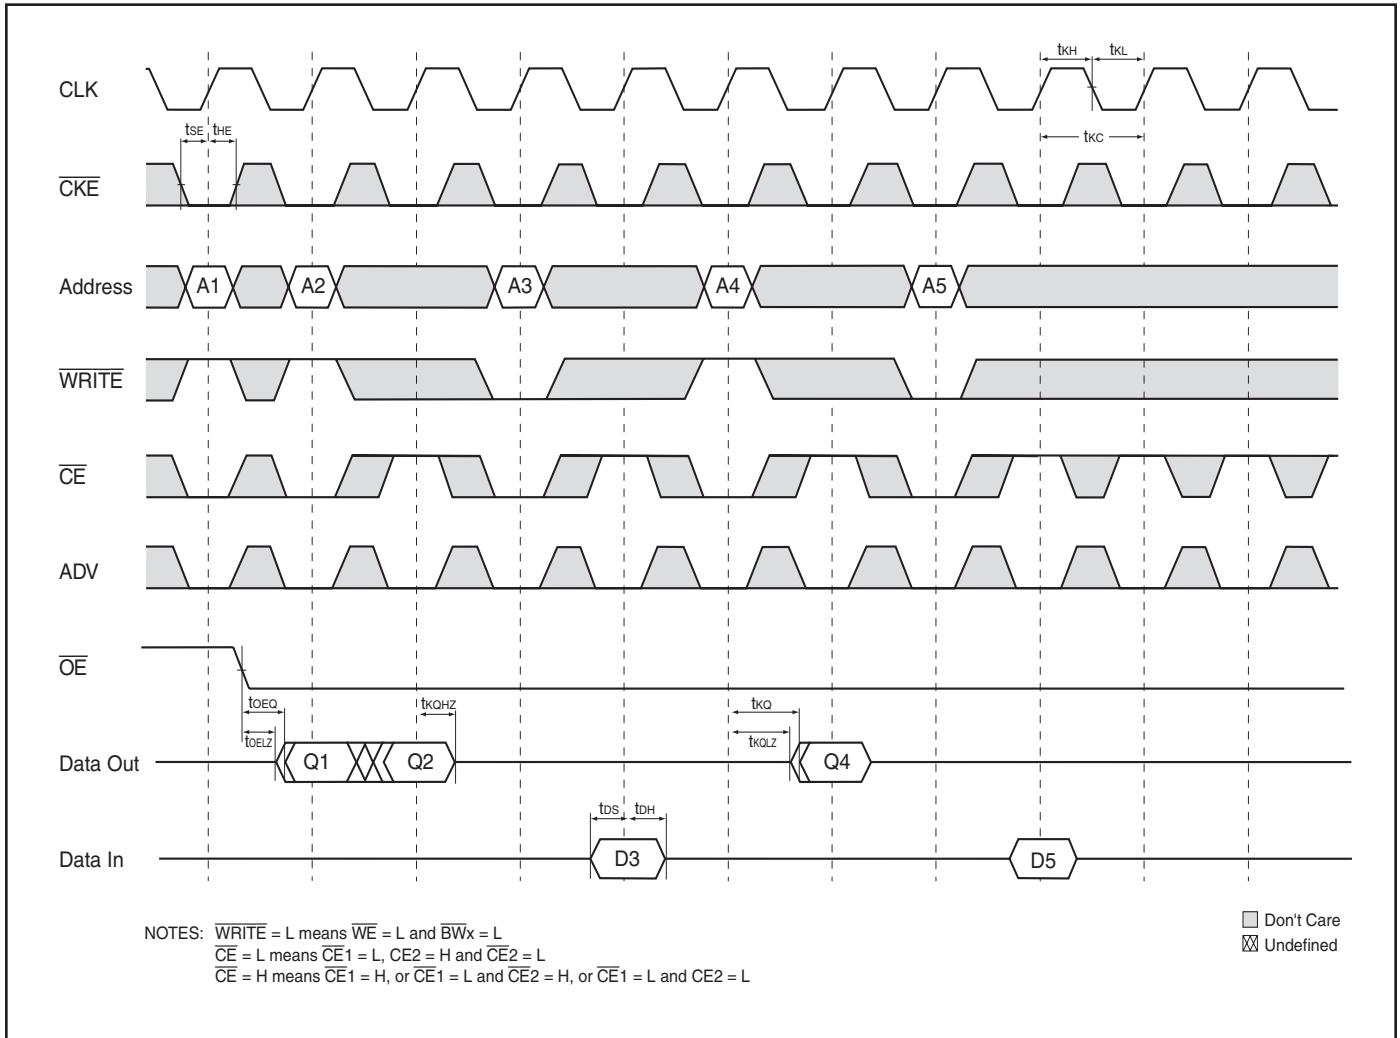 tKH tKL
CLK
tSE tHE
tKC
CKE
Address A1 A2 A3 A4 A5
WRITE
CE
ADV
OE
tOEQ tKQHZ tKQ
tOELZ tKQLZ
Data Out Q1 Q2 Q4
tDS tDH
Data In D3 D5
NOTES: WRITE = L means WE = L and BWx = L
CE = L means CE1 = L, CE2 = H and CE2 = L
CE = H means CE1 = H, or CE1 = L and CE2 = H, or CE1 = L and CE2 = L
Don't Care
Undefined